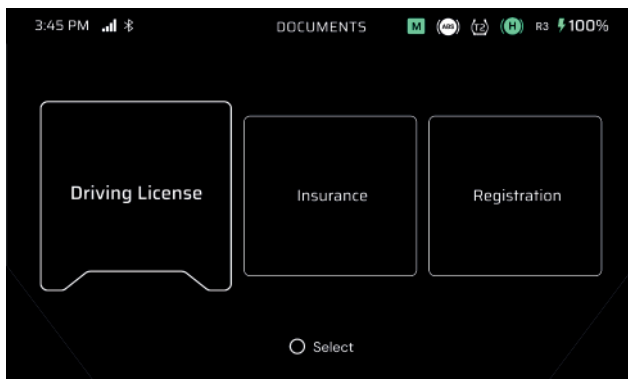 3:45 PM DOCUMENTS M (ABS) T2 (H) R3 100%
Driving License Insurance Registration
Select